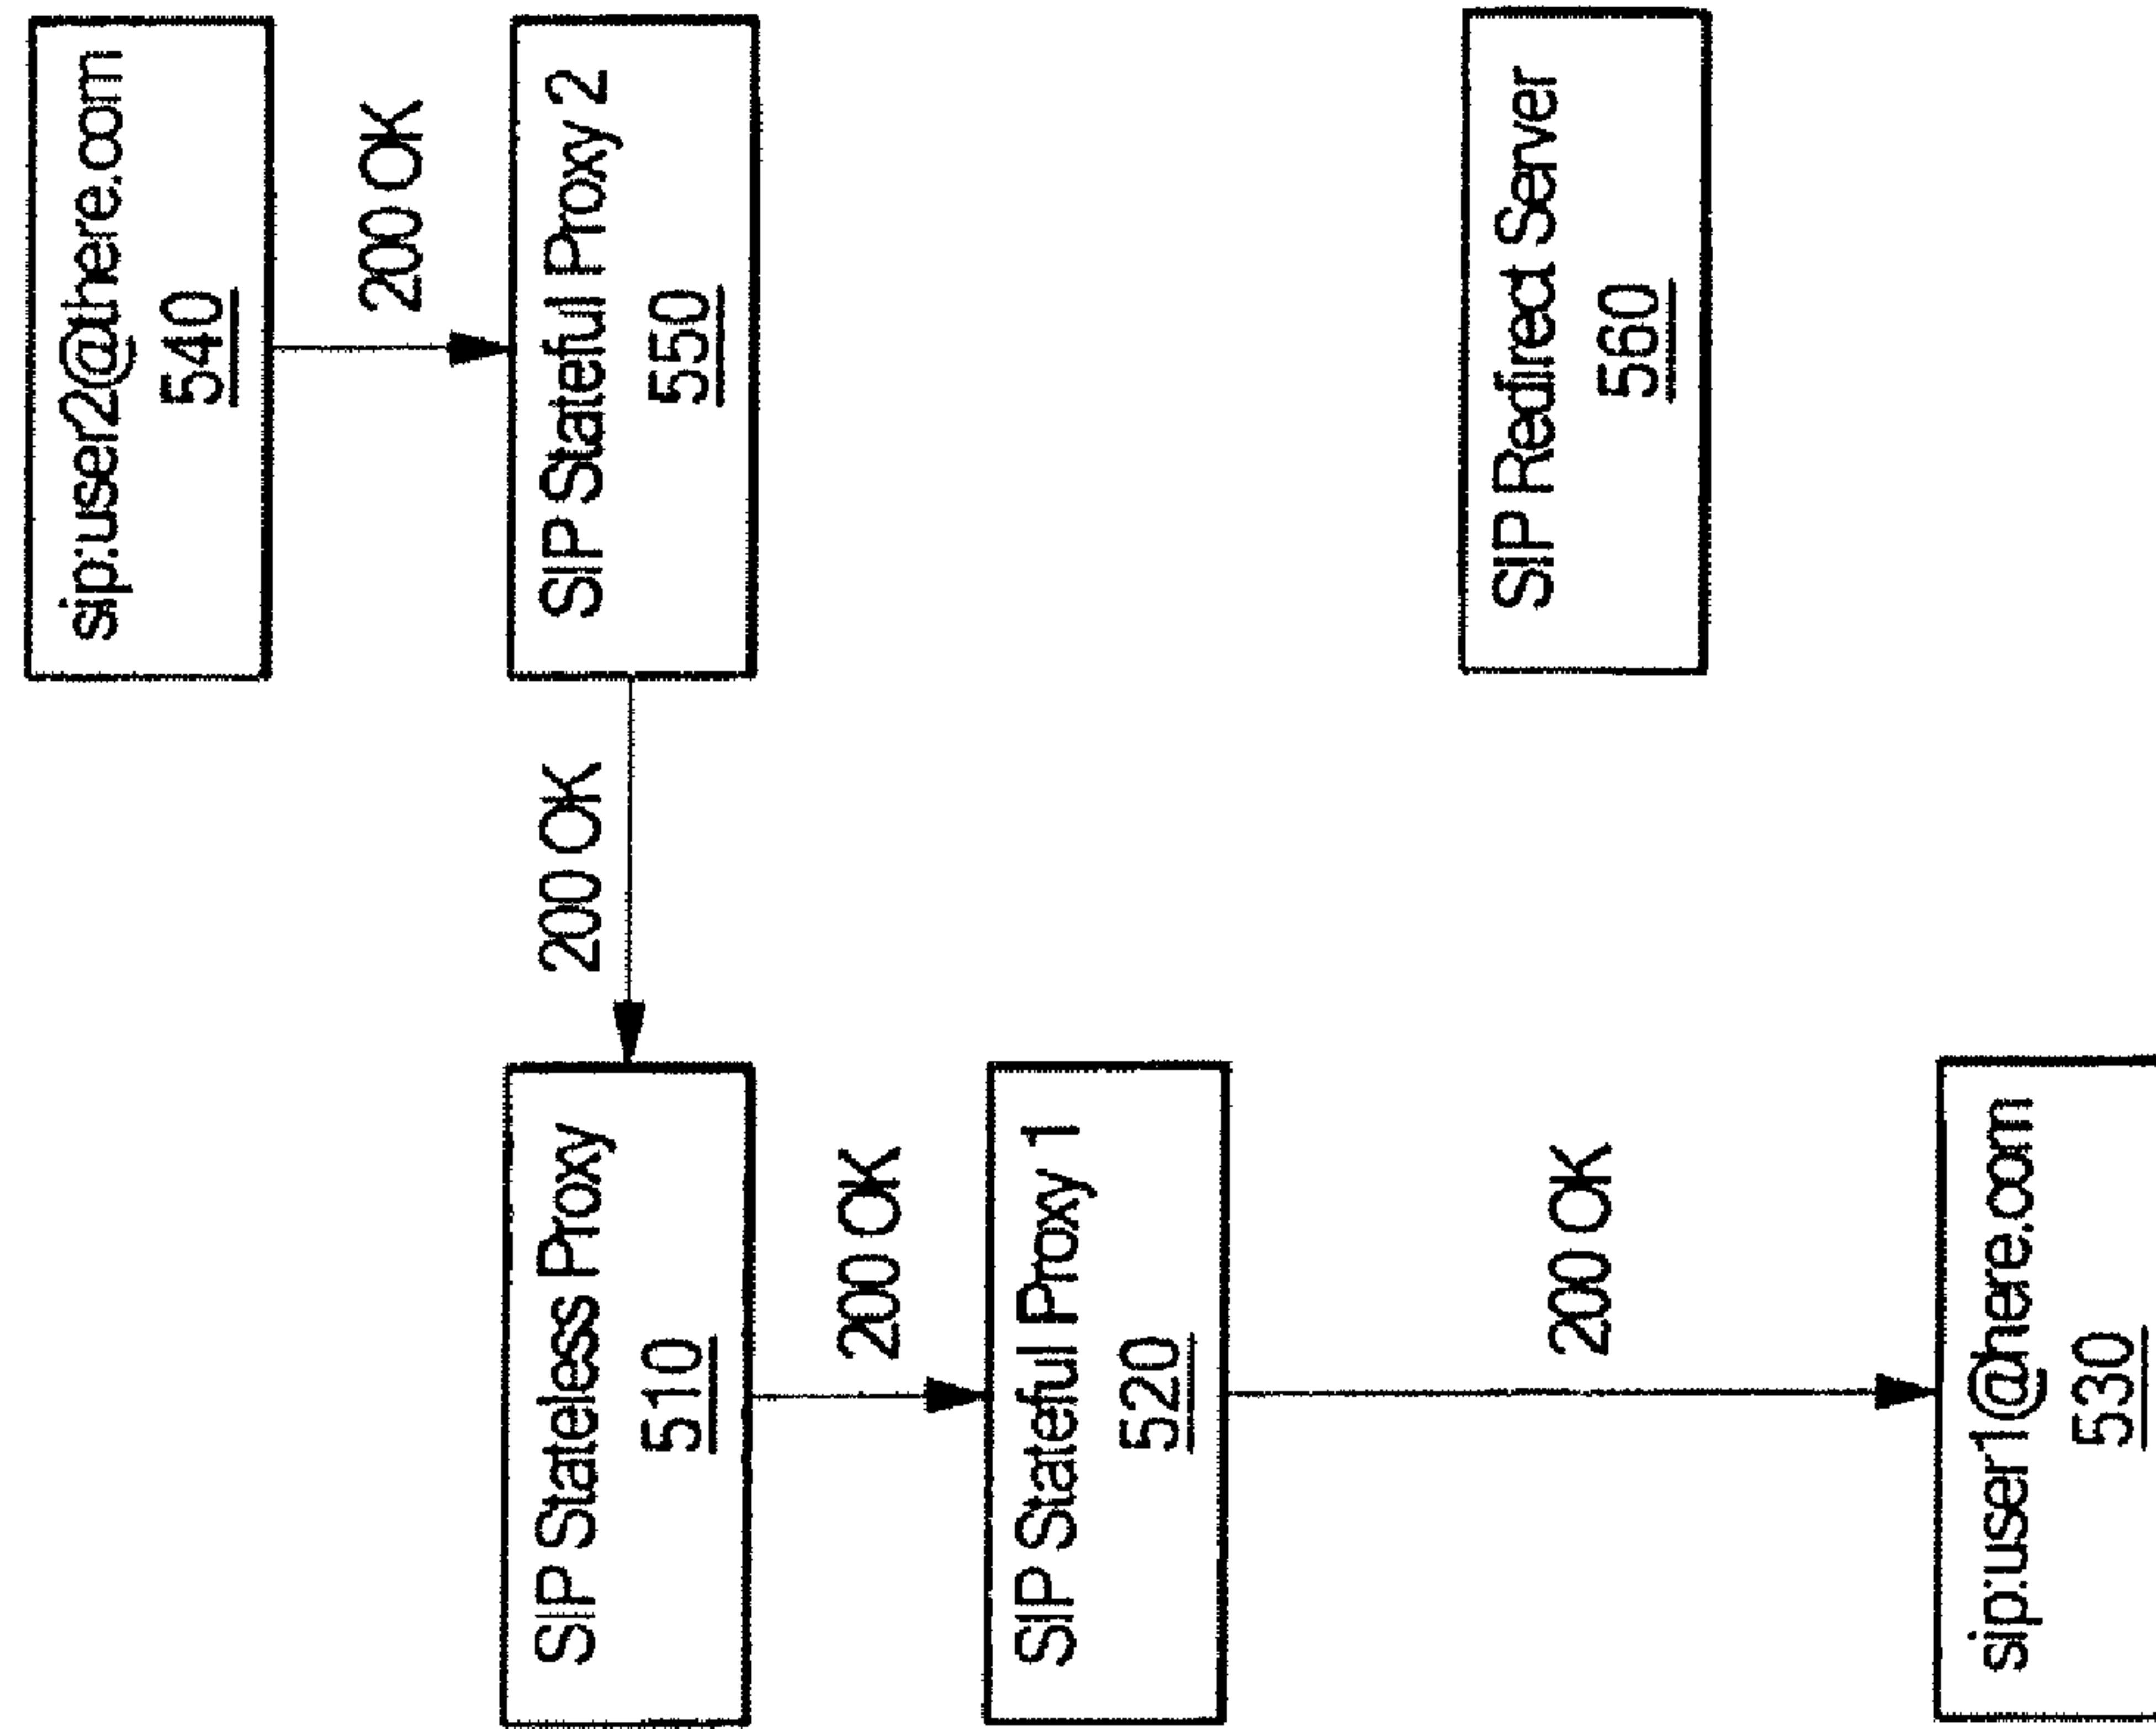 sip:user2@there.com
540
200 OK
SIP Stateless Proxy
510
200 OK
SIP Stateful Proxy 2
550
200 OK
SIP Stateful Proxy 1
520
200 OK
SIP Redirect Server
560
sip:user1@here.com
530